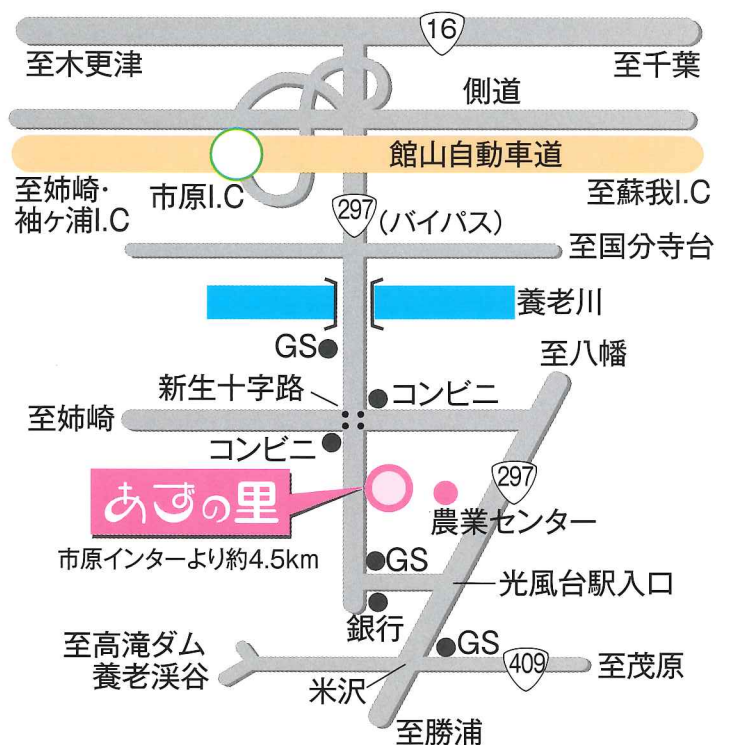 16
至木更津
至千葉
側道
館山自動車道
至姉崎・
袖ヶ浦I.C
市原I.C
至蘇我I.C
297
(バイパス)
至国分寺台
養老川
GS
至八幡
新生十字路
コンビニ
至姉崎
コンビニ
297
あずの里
農業センター
市原インターより約4.5km
GS
光風台駅入口
銀行
至高滝ダム
養老渓谷
GS
409
至茂原
米沢
至勝浦